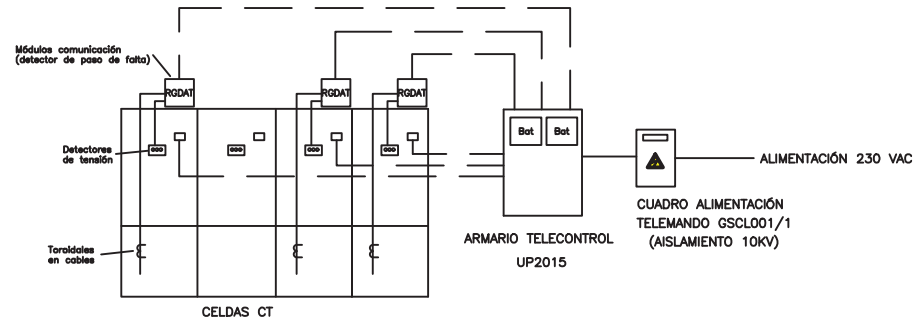 Módulos comunicación
(detector de paso de falta)
RGDAT
RGDAT
RGDAT
Bat
Bat
Detectores
de tensión
ALIMENTACIÓN 230 VAC
CUADRO ALIMENTACIÓN
TELEMANDO GSCL001/1
(AISLAMIENTO 10KV)
ARMARIO TELECONTROL
UP2015
Toroidales
en cables
CELDAS CT